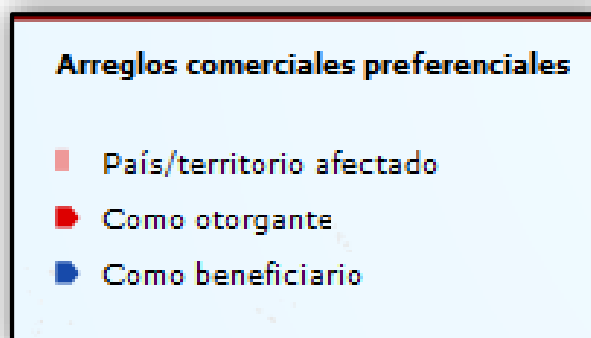 Arreglos comerciales preferenciales
País/territorio afectado
Como otorgante
Como beneficiario